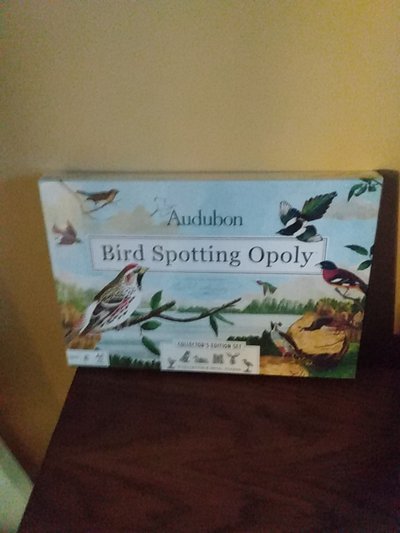 Audubon
Bird Spotting Opoly
COLLECTOR'S EDITION SET